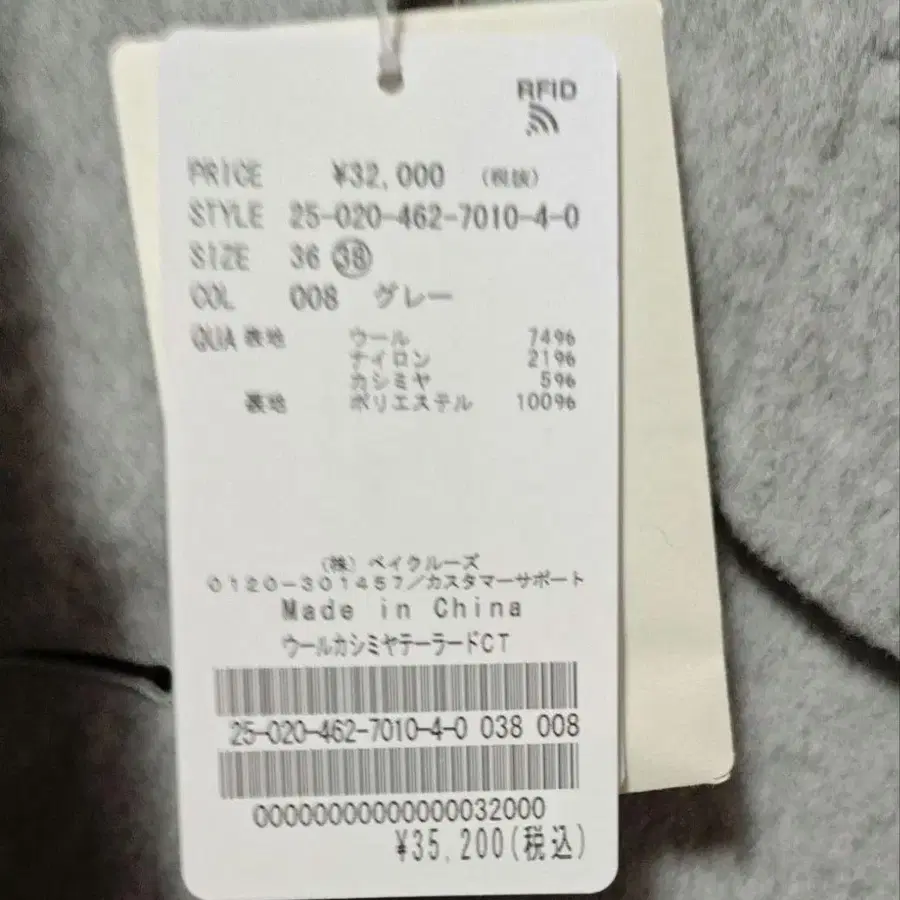 RFID
PRICE ¥32,000 (税抜)
STYLE 25-020-462-7010-4-0
SIZE 36 38
COL 008 グレー
QUA 表地 ウール 74%
ナイロン 21%
カシミヤ 5%
裏地 ポリエステル 100%
(株) ベイクルーズ
0120-301457/カスタマーサポート
Made in China
ウールカシミヤテーラードCT
25-020-462-7010-4-0 038 008
00000000000000032000
¥35,200(税込)